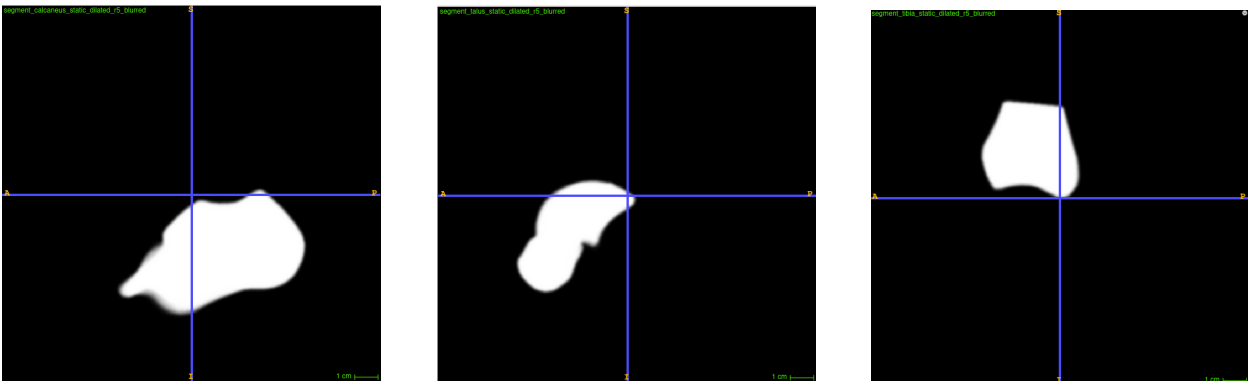 segment_calcaneus_static_dilated_r5_blurred
S
A
P
I
1 cm
segment_talus_static_dilated_r5_blurred
S
A
P
I
1 cm
segment_tibia_static_dilated_r5_blurred
S
A
P
1 cm